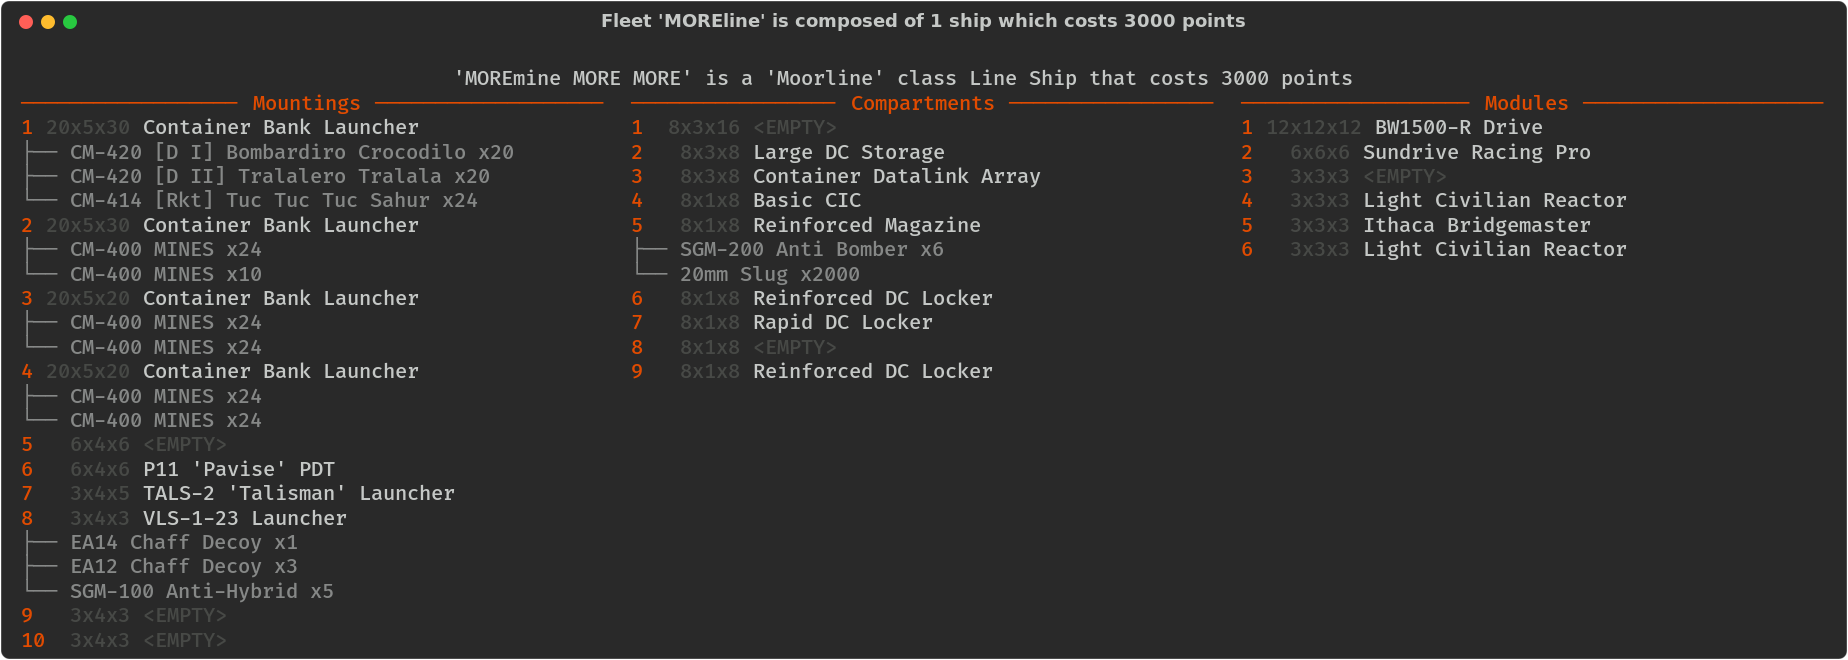 Fleet 'MOREline' is composed of 1 ship which costs 3000 points
'MOREmine MORE MORE' is a 'Moorline' class Line Ship that costs 3000 points
Mountings
1 20x5x30 Container Bank Launcher
CM-420 [D I] Bombardiro Crocodilo x20
CM-420 [D II] Tralalero Tralala x20
CM-414 [Rkt] Tuc Tuc Tuc Sahur x24
2 20x5x30 Container Bank Launcher
CM-400 MINES x24
CM-400 MINES x10
3 20x5x20 Container Bank Launcher
CM-400 MINES x24
CM-400 MINES x24
4 20x5x20 Container Bank Launcher
CM-400 MINES x24
CM-400 MINES x24
5 6x4x6 <EMPTY>
6 6x4x6 P11 'Pavise' PDT
7 3x4x5 TALS-2 'Talisman' Launcher
8 3x4x3 VLS-1-23 Launcher
EA14 Chaff Decoy x1
EA12 Chaff Decoy x3
SGM-100 Anti-Hybrid x5
9 3x4x3 <EMPTY>
10 3x4x3 <EMPTY>
Compartments
1 8x3x16 <EMPTY>
2 8x3x8 Large DC Storage
3 8x3x8 Container Datalink Array
4 8x1x8 Basic CIC
5 8x1x8 Reinforced Magazine
SGM-200 Anti Bomber x6
20mm Slug x2000
6 8x1x8 Reinforced DC Locker
7 8x1x8 Rapid DC Locker
8 8x1x8 <EMPTY>
9 8x1x8 Reinforced DC Locker
Modules
1 12x12x12 BW1500-R Drive
2 6x6x6 Sundrive Racing Pro
3 3x3x3 <EMPTY>
4 3x3x3 Light Civilian Reactor
5 3x3x3 Ithaca Bridgemaster
6 3x3x3 Light Civilian Reactor